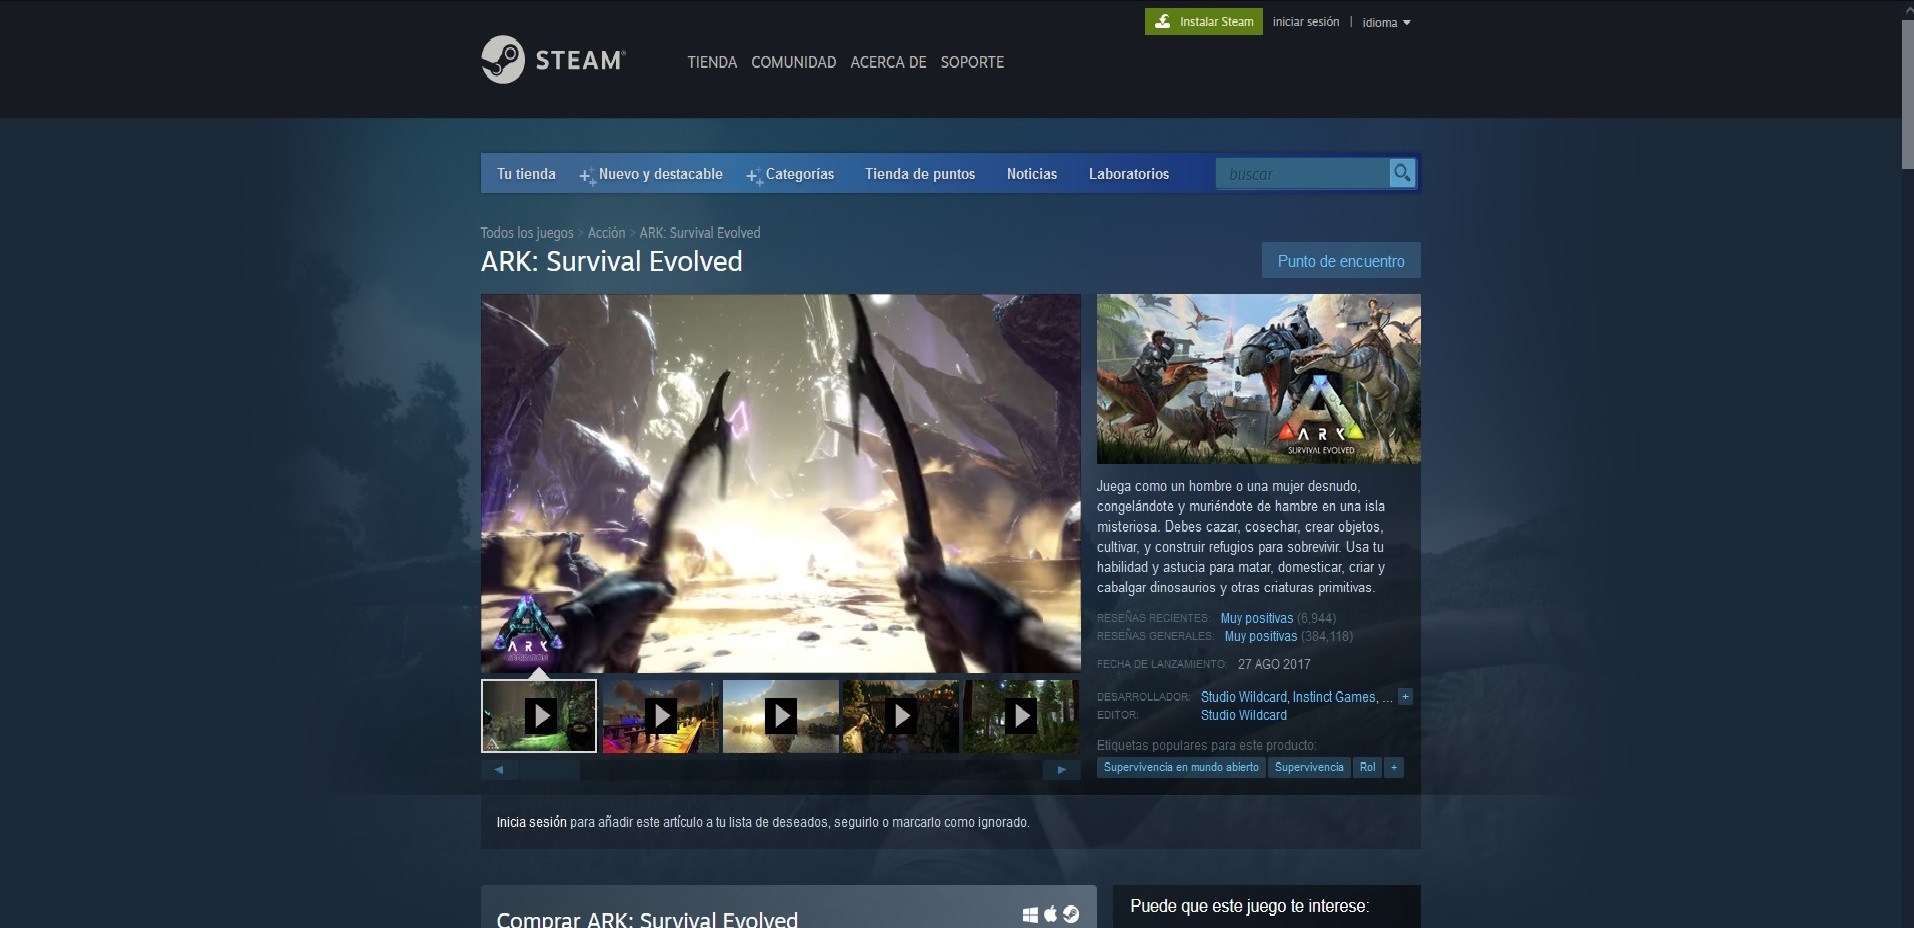 Instalar Steam
iniciar sesión | idioma
STEAM
TIENDA COMUNIDAD ACERCA DE SOPORTE
Tu tienda Nuevo y destacable Categorías Tienda de puntos Noticias Laboratorios buscar
Todos los juegos > Acción > ARK: Survival Evolved
ARK: Survival Evolved
Punto de encuentro
ARK
ARK
SURVIVAL EVOLVED
Juega como un hombre o una mujer desnudo,
congelándote y muriéndote de hambre en una isla
misteriosa. Debes cazar, cosechar, crear objetos,
cultivar, y construir refugios para sobrevivir. Usa tu
habilidad y astucia para matar, domesticar, criar y
cabalgar dinosaurios y otras criaturas primitivas.
RESEÑAS RECIENTES: Muy positivas (6,944)
RESEÑAS GENERALES: Muy positivas (384,118)
FECHA DE LANZAMIENTO: 27 AGO 2017
DESARROLLADOR: Studio Wildcard, Instinct Games, ... +
EDITOR: Studio Wildcard
Etiquetas populares para este producto:
Supervivencia en mundo abierto Supervivencia Rol +
Inicia sesión para añadir este artículo a tu lista de deseados, seguirlo o marcarlo como ignorado.
Comprar ARK: Survival Evolved
Puede que este juego te interese: